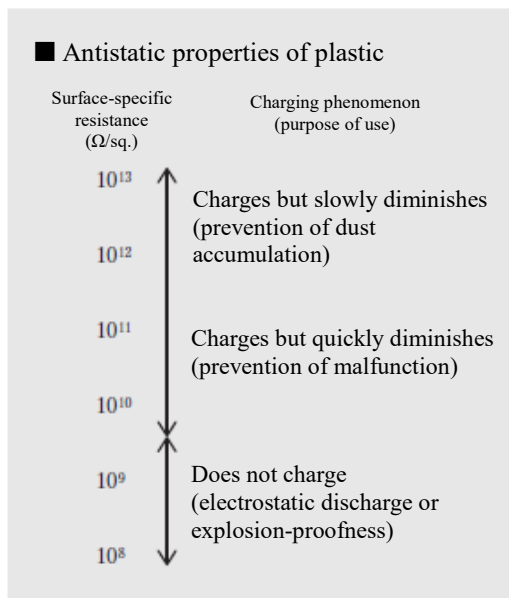 ■ Antistatic properties of plastic
Surface-specific
resistance
(Ω/sq.)
Charging phenomenon
(purpose of use)
10¹³
Charges but slowly diminishes
(prevention of dust
accumulation)
10¹²
10¹¹
Charges but quickly diminishes
(prevention of malfunction)
10¹⁰
10⁹
Does not charge
(electrostatic discharge or
explosion-proofness)
10⁸